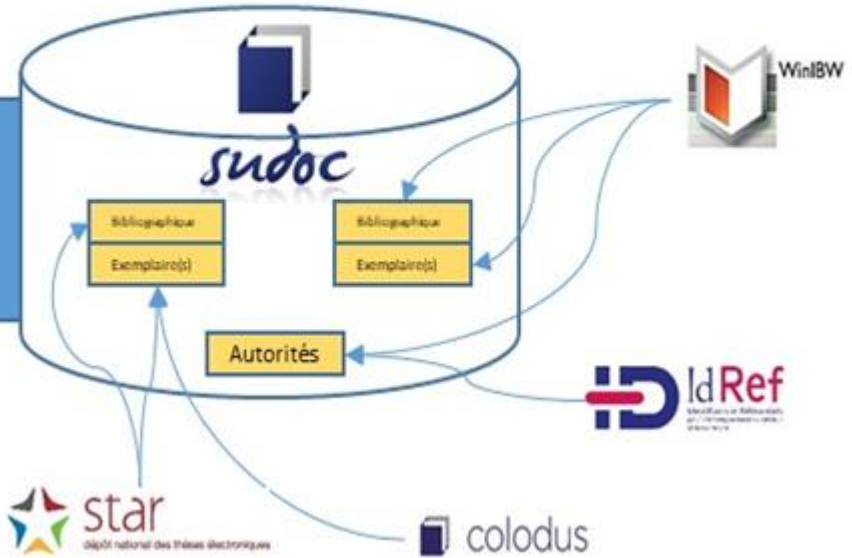 sudoc
WinIBW
Bibliographique
Exemplaire(s)
Bibliographique
Exemplaire(s)
Autorités
IdRef
star
dépôt national des thèses électroniques
colodus